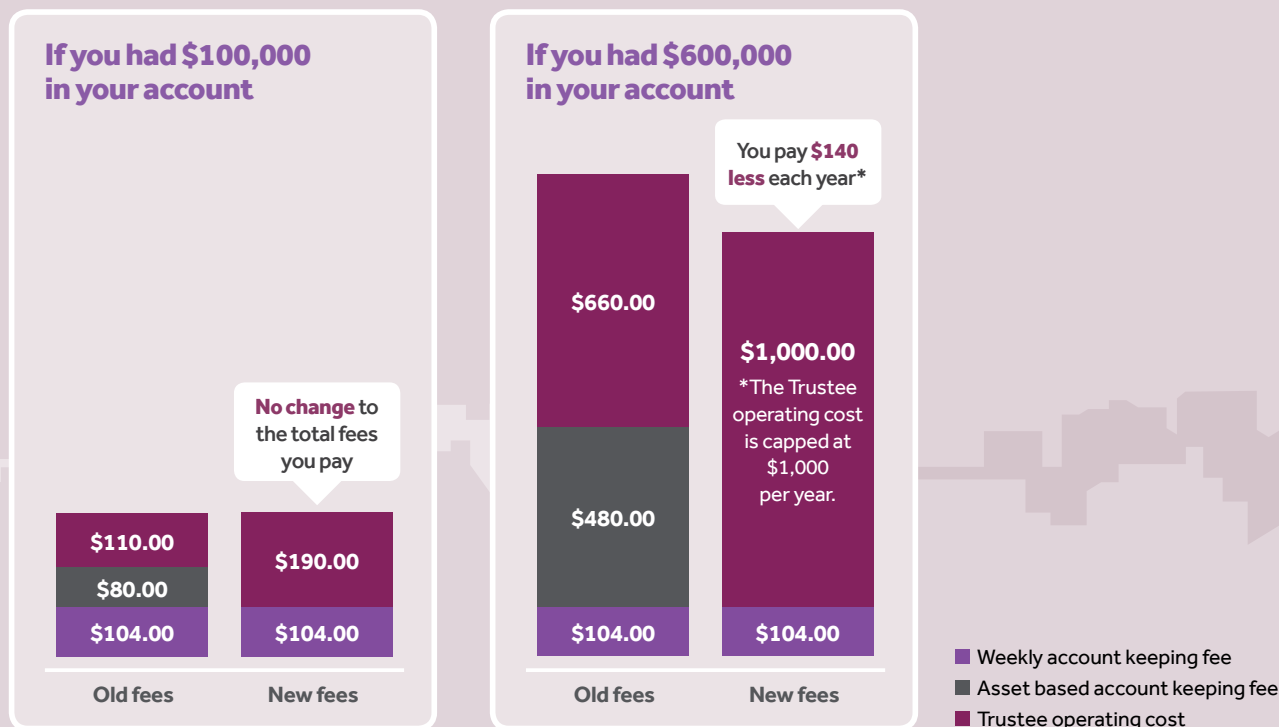 If you had $100,000
in your account
No change to
the total fees
you pay
$110.00
$80.00
$104.00
$190.00
$104.00
Old fees
New fees
If you had $600,000
in your account
You pay $140
less each year*
$660.00
$480.00
$104.00
$1,000.00
*The Trustee
operating cost
is capped at
$1,000
per year.
$104.00
Old fees
New fees
Weekly account keeping fee
Asset based account keeping fee
Trustee operating cost